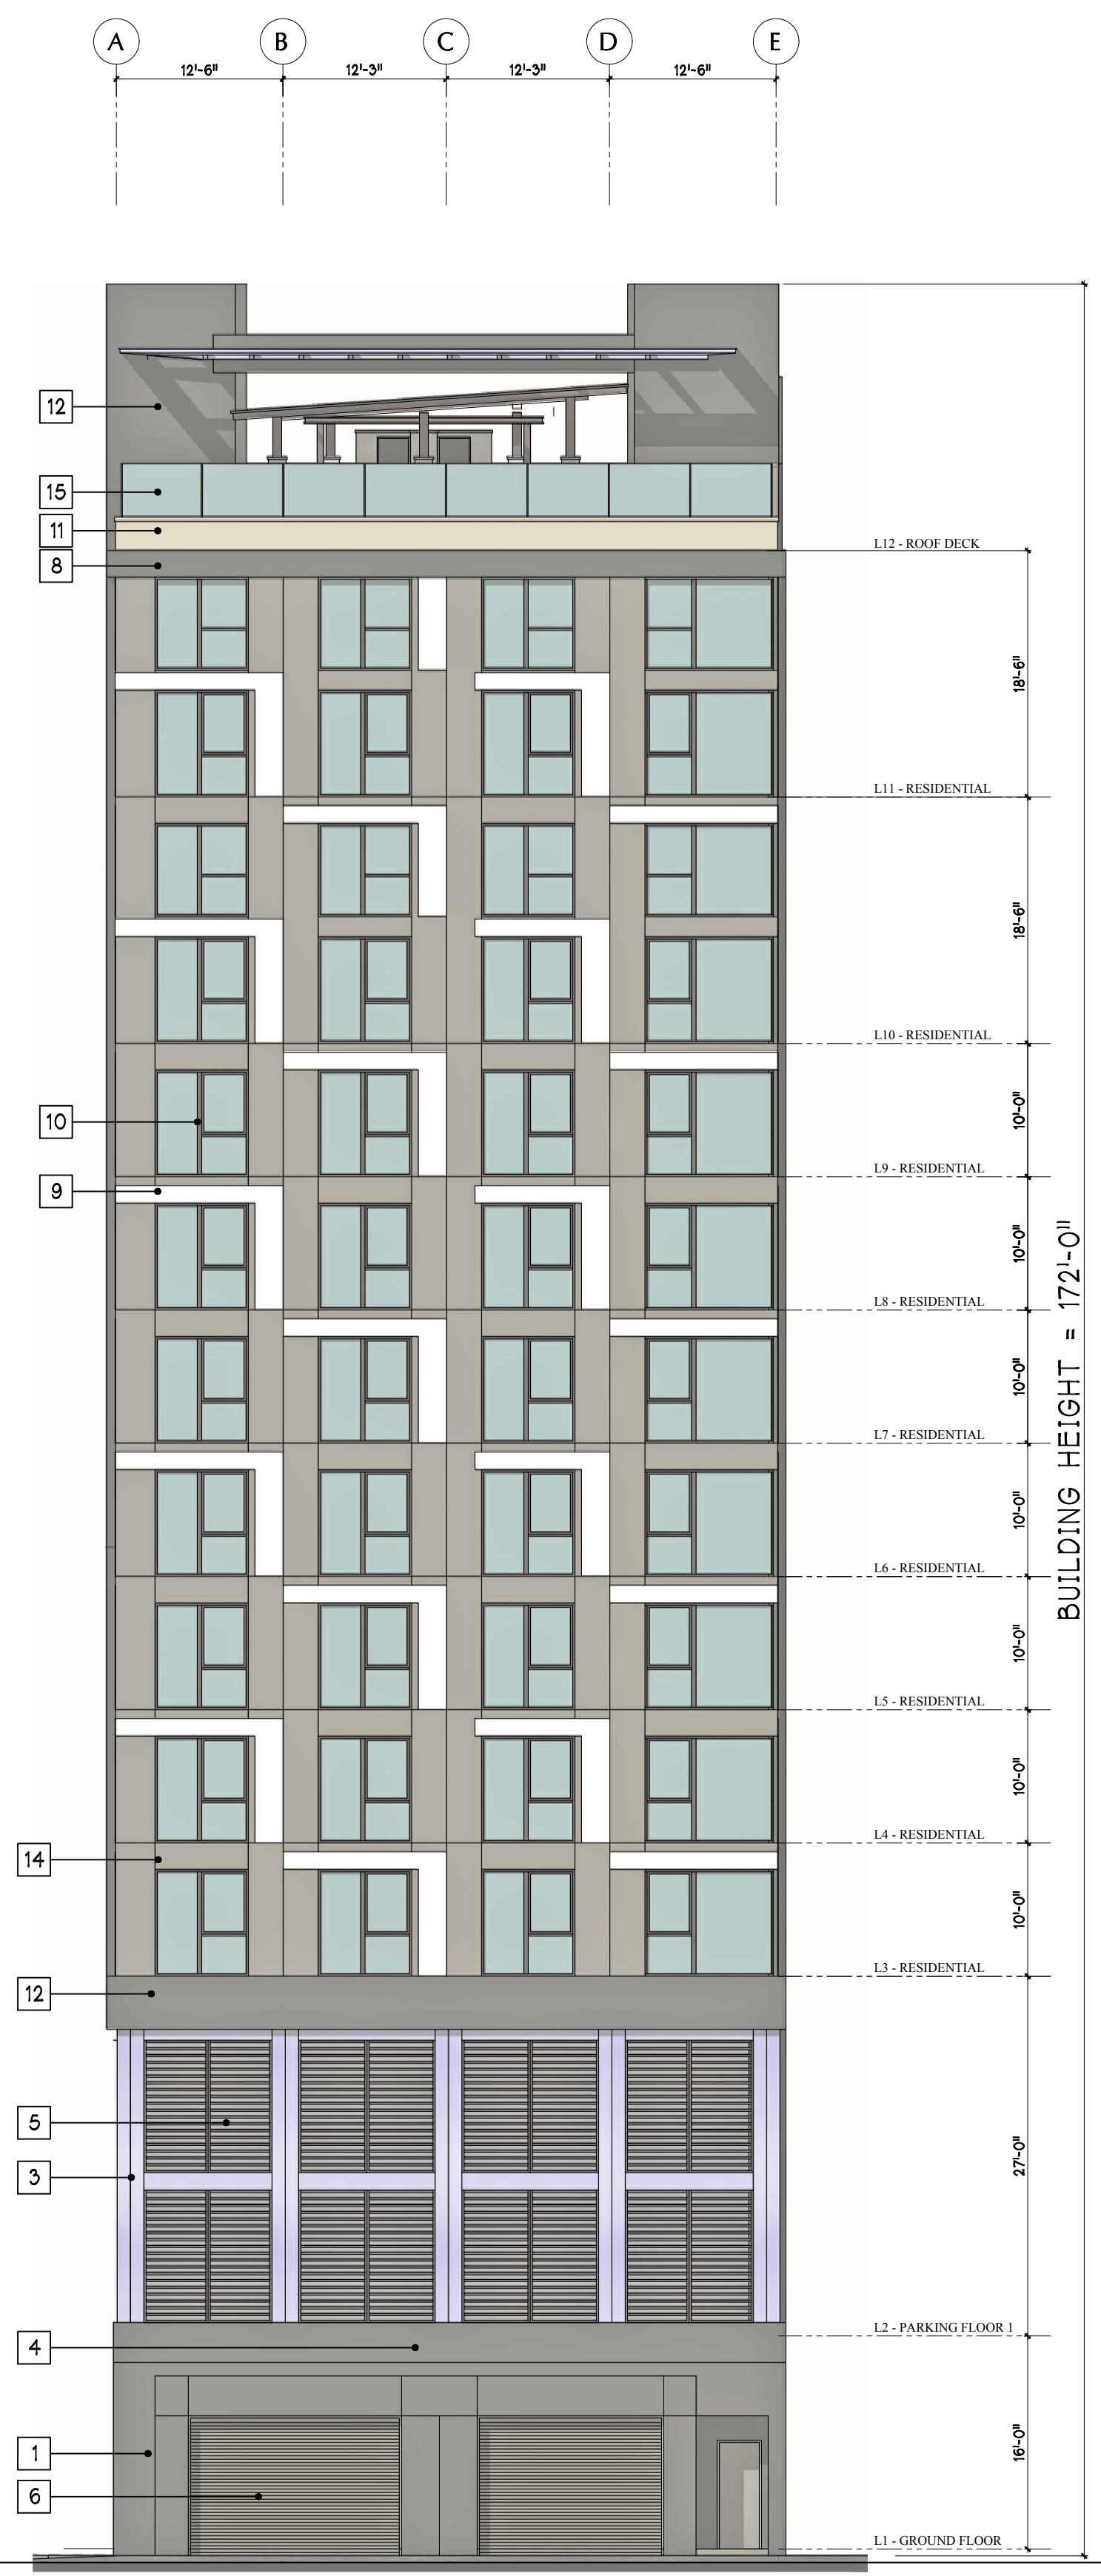 A B C D E
12'-6" 12'-3" 12'-3" 12'-6"
12
15
11
L12 - ROOF DECK
8
18'-6"
L11 - RESIDENTIAL
18'-6"
L10 - RESIDENTIAL
10
10'-0"
L9 - RESIDENTIAL
9
10'-0"
L8 - RESIDENTIAL
BUILDING HEIGHT = 172'-0"
10'-0"
L7 - RESIDENTIAL
10'-0"
L6 - RESIDENTIAL
10'-0"
L5 - RESIDENTIAL
10'-0"
L4 - RESIDENTIAL
14
10'-0"
L3 - RESIDENTIAL
12
5
27'-0"
3
L2 - PARKING FLOOR 1
4
1
16'-0"
6
L1 - GROUND FLOOR